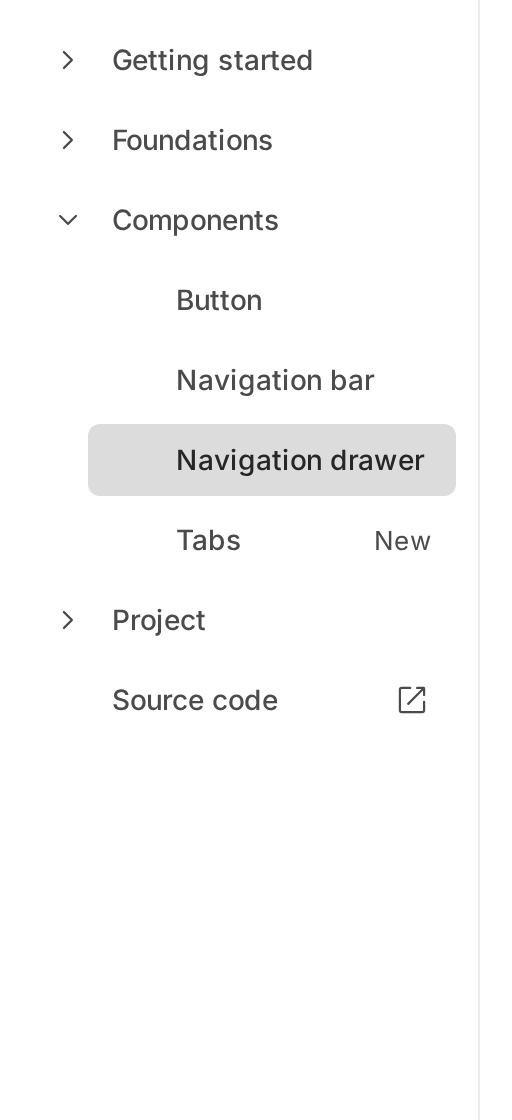 Getting started
Foundations
Components
Button
Navigation bar
Navigation drawer
Tabs New
Project
Source code